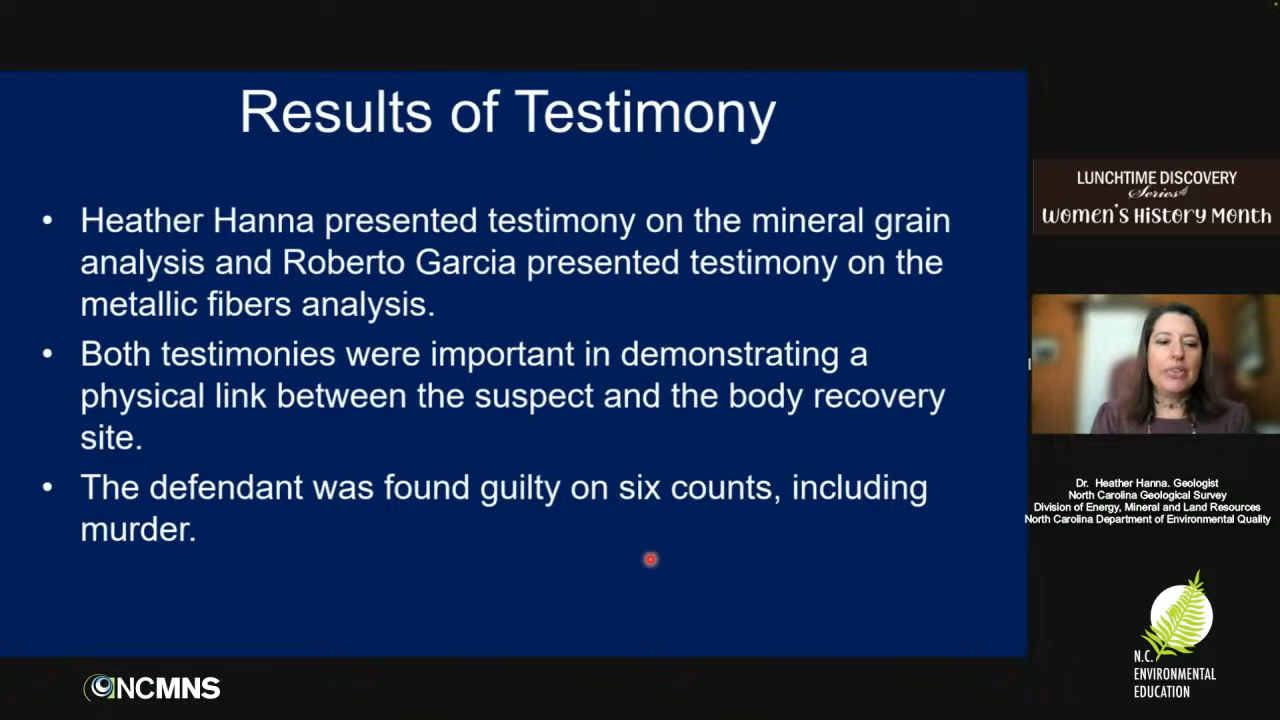 Results of Testimony
• Heather Hanna presented testimony on the mineral grain
analysis and Roberto Garcia presented testimony on the
metallic fibers analysis.
• Both testimonies were important in demonstrating a
physical link between the suspect and the body recovery
site.
• The defendant was found guilty on six counts, including
murder.
LUNCHTIME DISCOVERY
Series
Women's History Month
Dr. Heather Hanna. Geologist
North Carolina Geological Survey
Division of Energy, Mineral and Land Resources
North Carolina Department of Environmental Quality
NCMNS
N.C.
ENVIRONMENTAL
EDUCATION